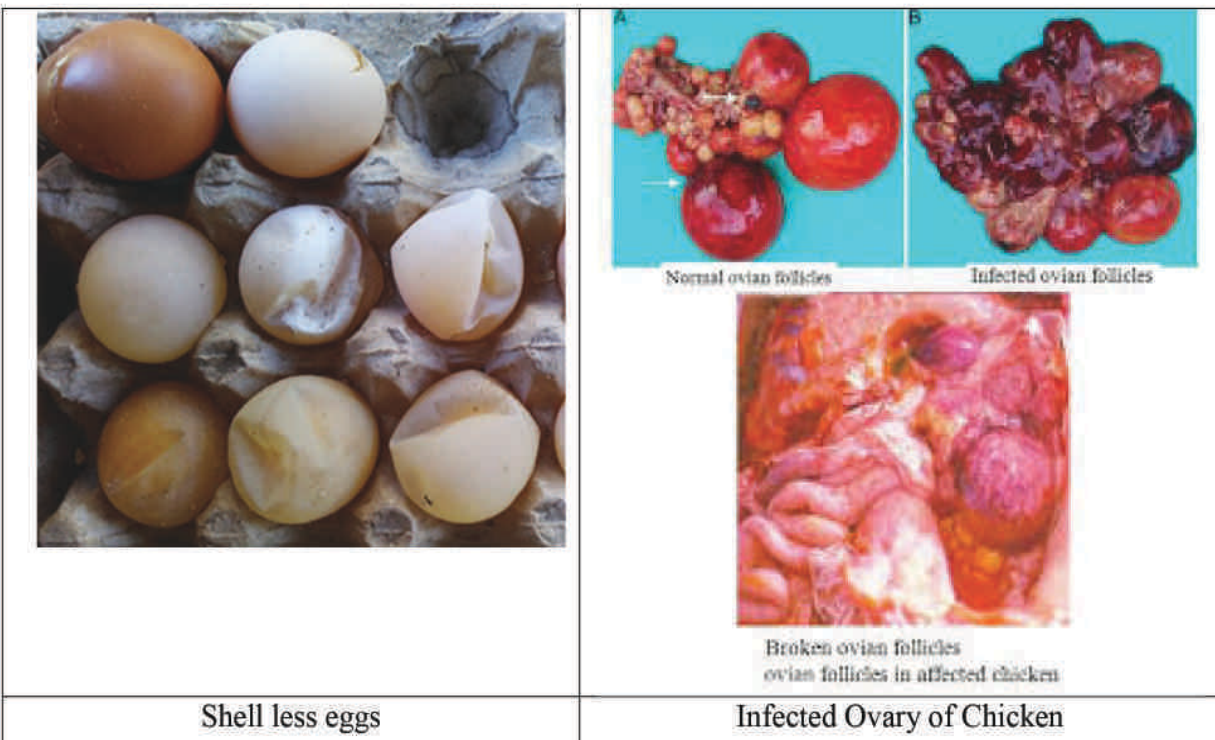 A
B
Normal ovian follicles
Infected ovian follicles
Broken ovian follicles
ovian follicles in affected chicken
Shell less eggs
Infected Ovary of Chicken